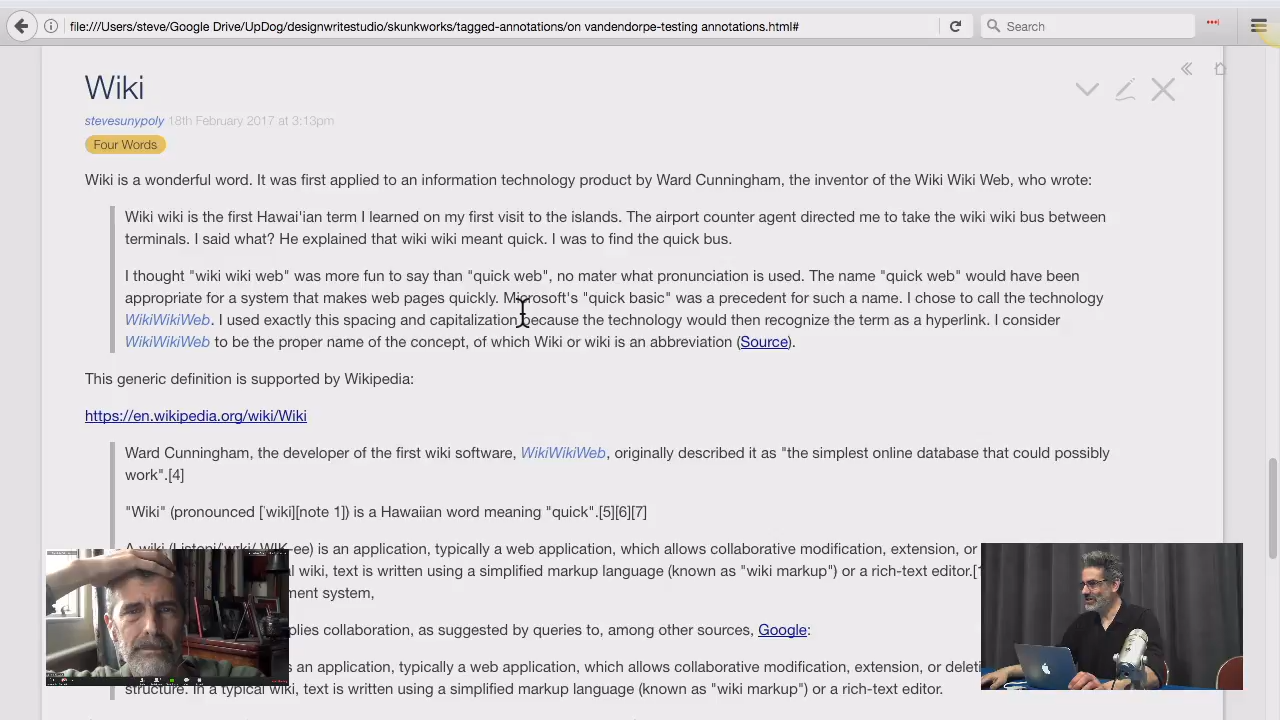 file:///Users/steve/Google Drive/UpDog/designwritestudio/skunkworks/tagged-annotations/on vandendorpe-testing annotations.html#
Search
Wiki
stevesunypoly 18th February 2017 at 3:13pm
Four Words
Wiki is a wonderful word. It was first applied to an information technology product by Ward Cunningham, the inventor of the Wiki Wiki Web, who wrote:
Wiki wiki is the first Hawai'ian term I learned on my first visit to the islands. The airport counter agent directed me to take the wiki wiki bus between
terminals. I said what? He explained that wiki wiki meant quick. I was to find the quick bus.
I thought "wiki wiki web" was more fun to say than "quick web", no mater what pronunciation is used. The name "quick web" would have been
appropriate for a system that makes web pages quickly. Microsoft's "quick basic" was a precedent for such a name. I chose to call the technology
WikiWikiWeb. I used exactly this spacing and capitalization because the technology would then recognize the term as a hyperlink. I consider
WikiWikiWeb to be the proper name of the concept, of which Wiki or wiki is an abbreviation (Source).
This generic definition is supported by Wikipedia:
https://en.wikipedia.org/wiki/Wiki
Ward Cunningham, the developer of the first wiki software, WikiWikiWeb, originally described it as "the simplest online database that could possibly
work".[4]
"Wiki" (pronounced [ˈwiki][note 1]) is a Hawaiian word meaning "quick".[5][6][7]
A wiki (Listeni/ˈwɪki/ WIK-ee) is an application, typically a web application, which allows collaborative modification, extension, or
al wiki, text is written using a simplified markup language (known as "wiki markup") or a rich-text editor.[1
ment system,
plies collaboration, as suggested by queries to, among other sources, Google:
s an application, typically a web application, which allows collaborative modification, extension, or deleti
structure. In a typical wiki, text is written using a simplified markup language (known as "wiki markup") or a rich-text editor.